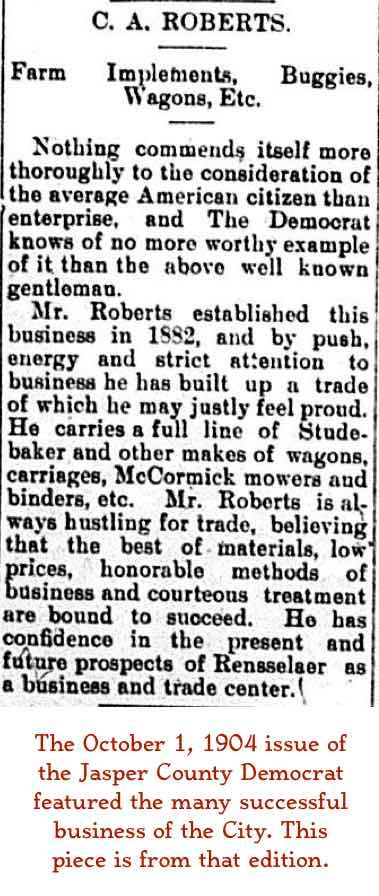 C. A. ROBERTS.
Farm Implements, Buggies,
Wagons, Etc.
Nothing commends itself more
thoroughly to the consideration of
the average American citizen than
enterprise, and The Democrat
knows of no more worthy example
of it than the above well known
gentleman.
Mr. Roberts established this
business in 1882, and by push,
energy and strict attention to
business he has built up a trade
of which he may justly feel proud.
He carries a full line of Stude-
baker and other makes of wagons,
carriages, McCormick mowers and
binders, etc. Mr. Roberts is al-
ways hustling for trade, believing
that the best of materials, low
prices, honorable methods of
business and courteous treatment
are bound to succeed. He has
confidence in the present and
future prospects of Rensselaer as
a business and trade center.
The October 1, 1904 issue of
the Jasper County Democrat
featured the many successful
business of the City. This
piece is from that edition.